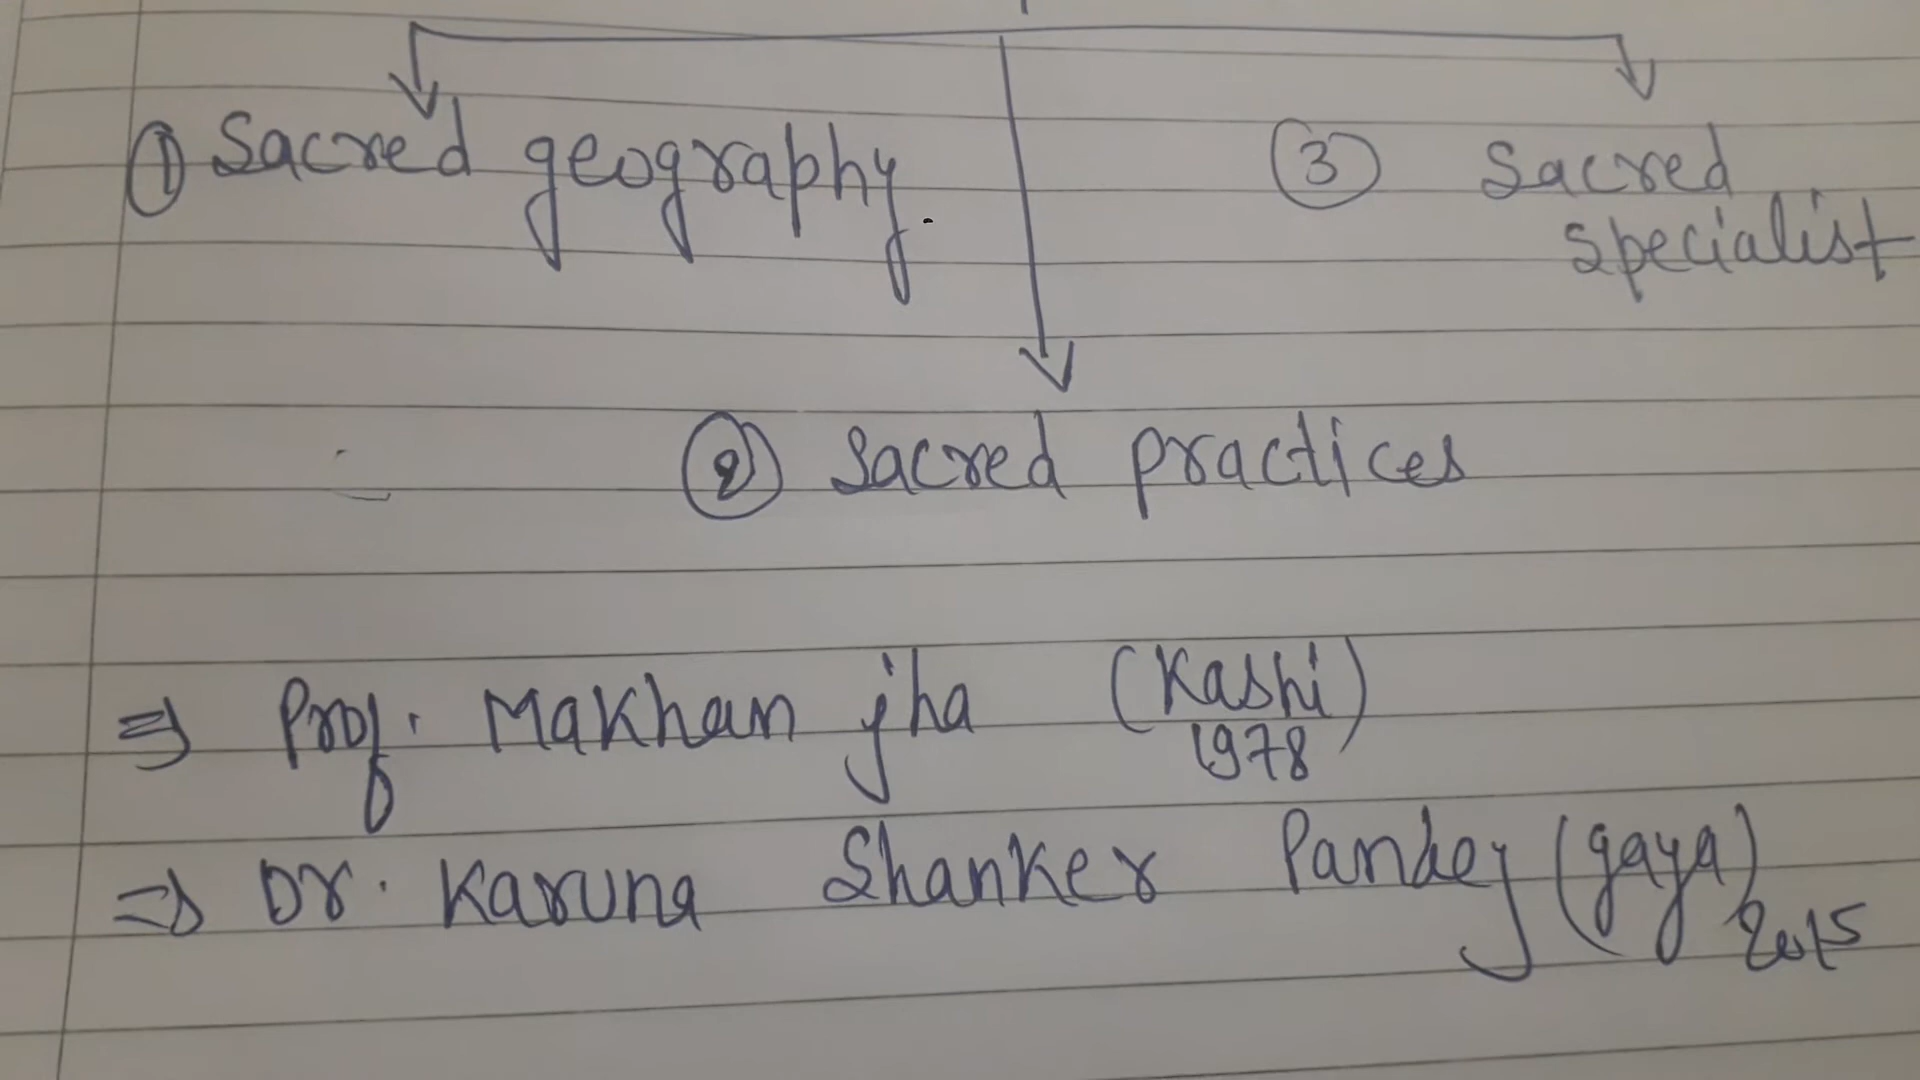 ① Sacred geography.
③ Sacred
specialist
② Sacred practices
⇒ Prof. Makhan jha (Kashi)
1978
⇒ Dr. Karuna Shanker Pandey (gaya)
2015